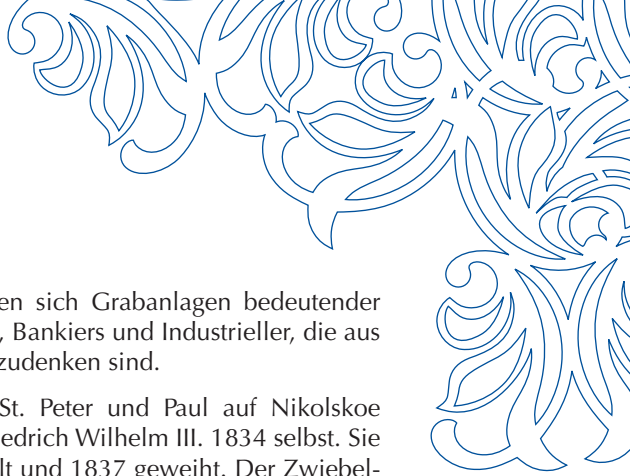 en sich Grabanlagen bedeutender
, Bankiers und Industrieller, die aus
zudenken sind.
St. Peter und Paul auf Nikolskoe
iedrich Wilhelm III. 1834 selbst. Sie
lt und 1837 geweiht. Der Zwiebel-